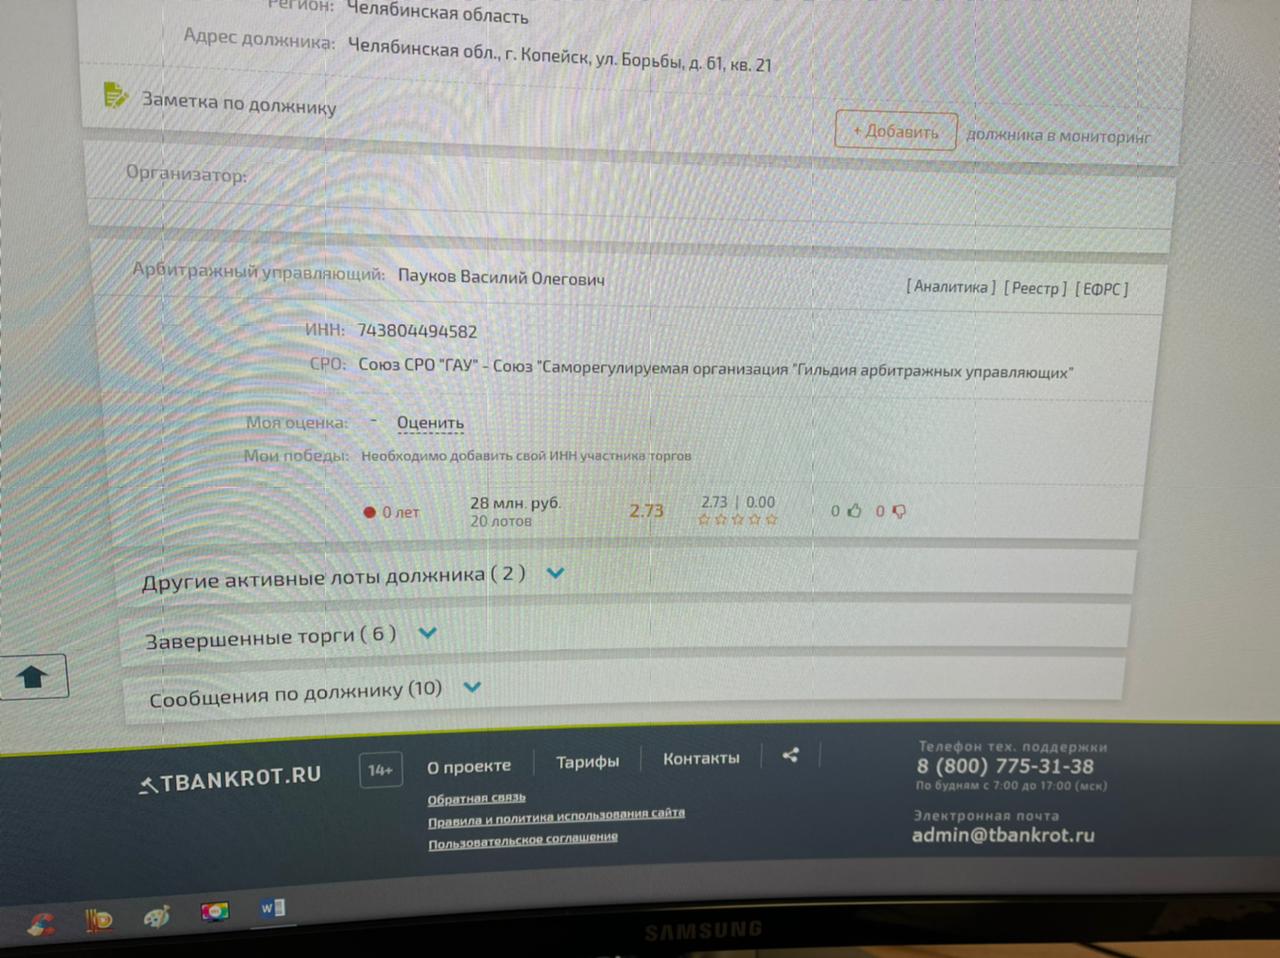 Регион: Челябинская область
Адрес должника: Челябинская обл., г. Копейск, ул. Борьбы, д. 61, кв. 21
Заметка по должнику
+ Добавить должника в мониторинг
Организатор:
Арбитражный управляющий: Пауков Василий Олегович [ Аналитика ] [ Реестр ] [ ЕФРС ]
ИНН: 743804494582
СРО: Союз СРО "ГАУ" - Союз "Саморегулируемая организация "Гильдия арбитражных управляющих"
Моя оценка: - Оценить
Мои победы: Необходимо добавить свой ИНН участника торгов
0 лет 28 млн. руб. 2.73 2.73 | 0.00 0 0
20 лотов
Другие активные лоты должника ( 2 )
Завершенные торги ( 6 )
Сообщения по должнику (10)
TBANKROT.RU
14+
О проекте Тарифы Контакты
Обратная связь
Правила и политика использования сайта
Пользовательское соглашение
Телефон тех. поддержки
8 (800) 775-31-38
По будням с 7:00 до 17:00 (мск)
Электронная почта
admin@tbankrot.ru
W
SAMSUNG